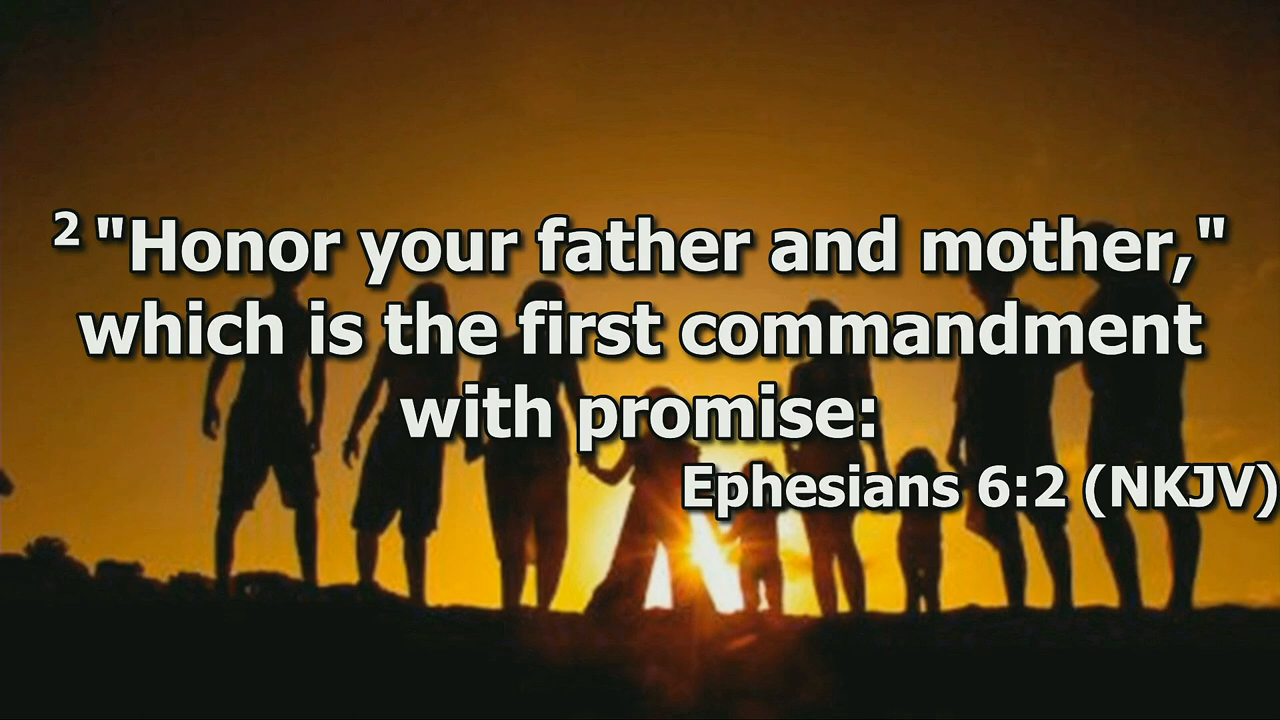 2 "Honor your father and mother,"
which is the first commandment
with promise:
Ephesians 6:2 (NKJV)